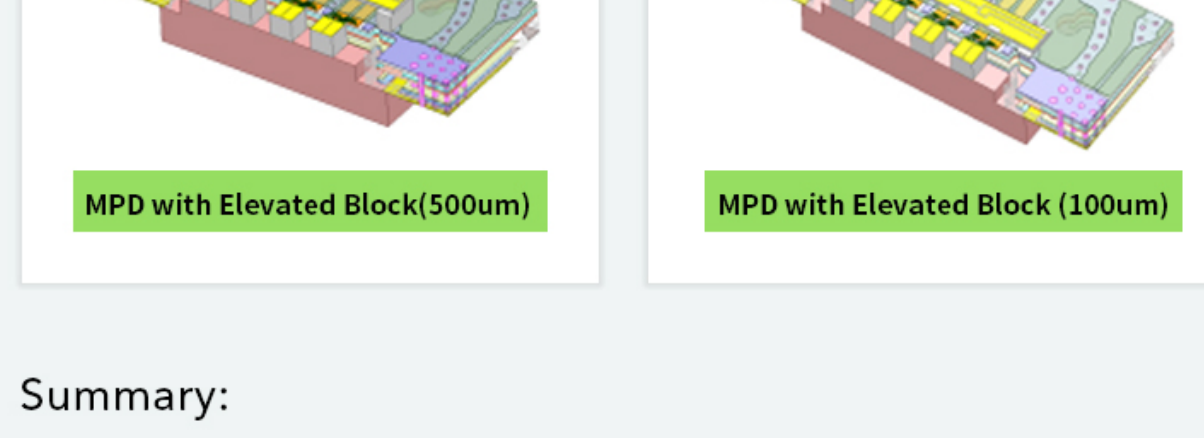 MPD with Elevated Block(500um)
MPD with Elevated Block (100um)
Summary: